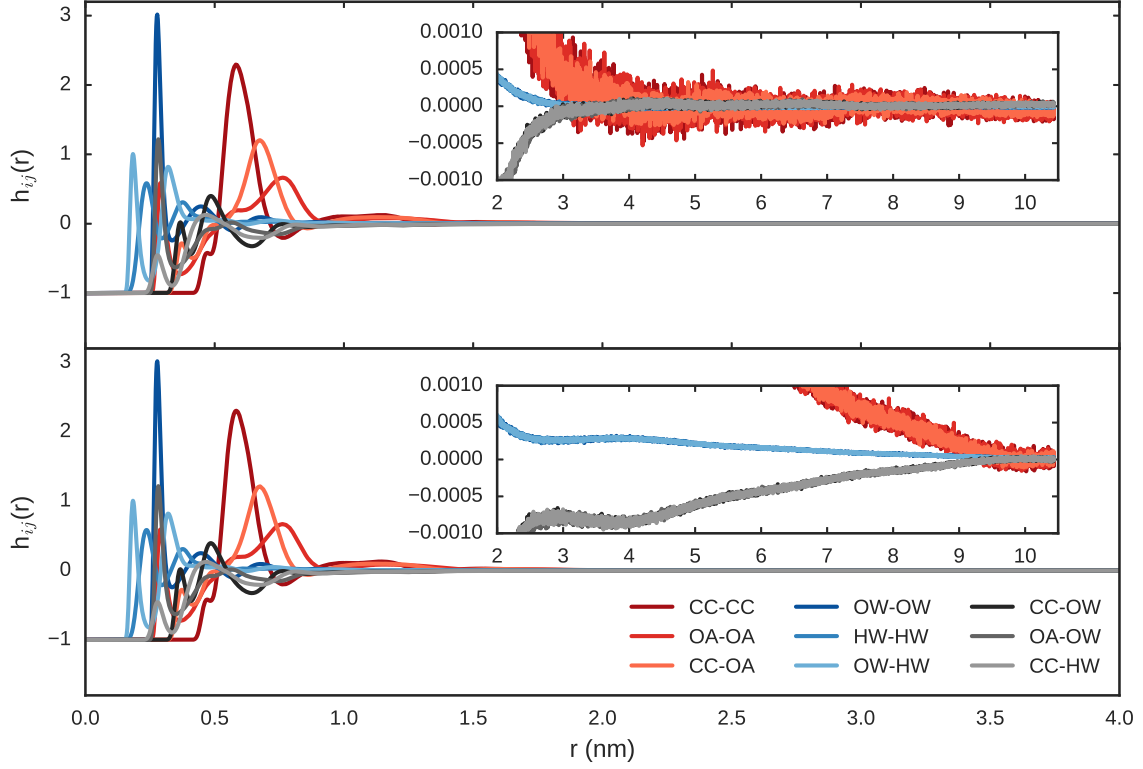 3
2
1
0
−1
h_{ij}(r)
0.0010
0.0005
0.0000
−0.0005
−0.0010
2 3 4 5 6 7 8 9 10
3
2
1
0
−1
h_{ij}(r)
0.0010
0.0005
0.0000
−0.0005
−0.0010
2 3 4 5 6 7 8 9 10
CC-CC OW-OW CC-OW
OA-OA HW-HW OA-OW
CC-OA OW-HW CC-HW
0.0 0.5 1.0 1.5 2.0 2.5 3.0 3.5 4.0
r (nm)